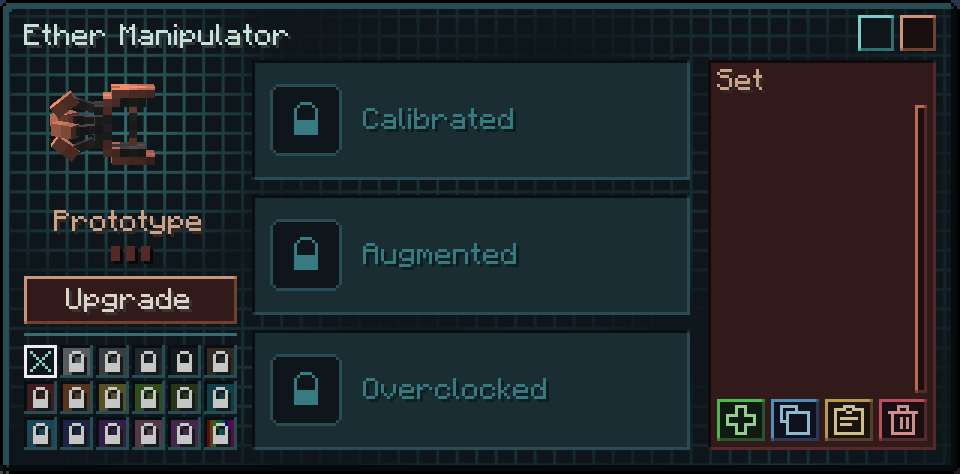 Ether Manipulator
Prototype
Upgrade
Calibrated
Augmented
Overclocked
Set